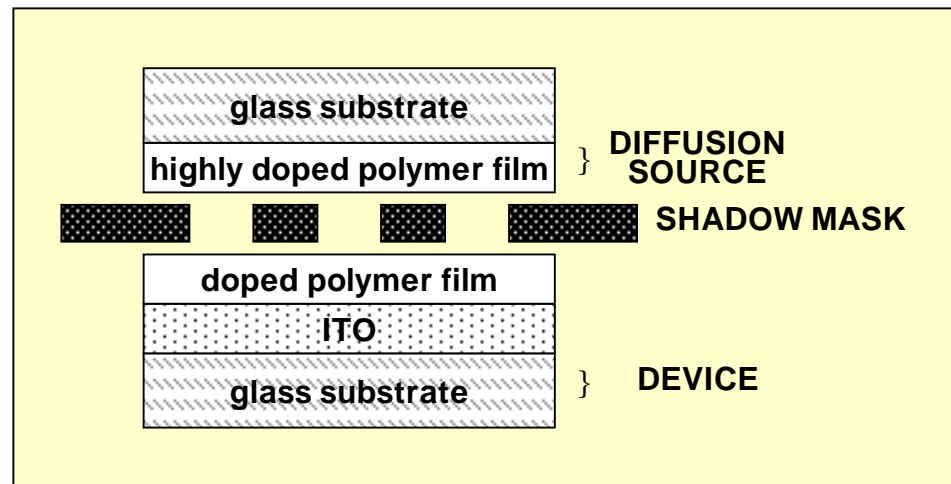 glass substrate
highly doped polymer film
} DIFFUSION
SOURCE
SHADOW MASK
doped polymer film
ITO
glass substrate
} DEVICE